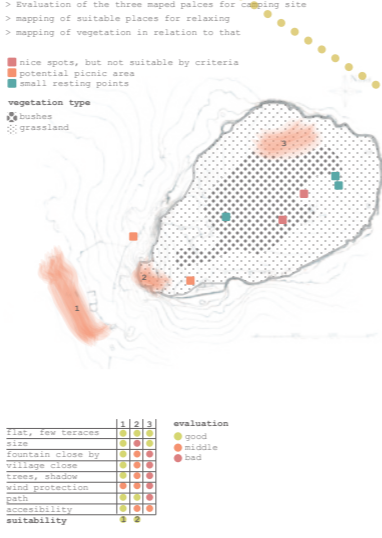 > Evaluation of the three maped palces for camping site
> mapping of suitable places for relaxing
> mapping of vegetation in relation to that
nice spots, but not suitable by criteria
potential picnic area
small resting points
vegetation type
bushes
grassland
3
2
1
1 2 3
flat, few teraces
size
fountain close by
village close
trees, shadow
wind protection
path
accesibility
suitability 1 2
evaluation
good
middle
bad